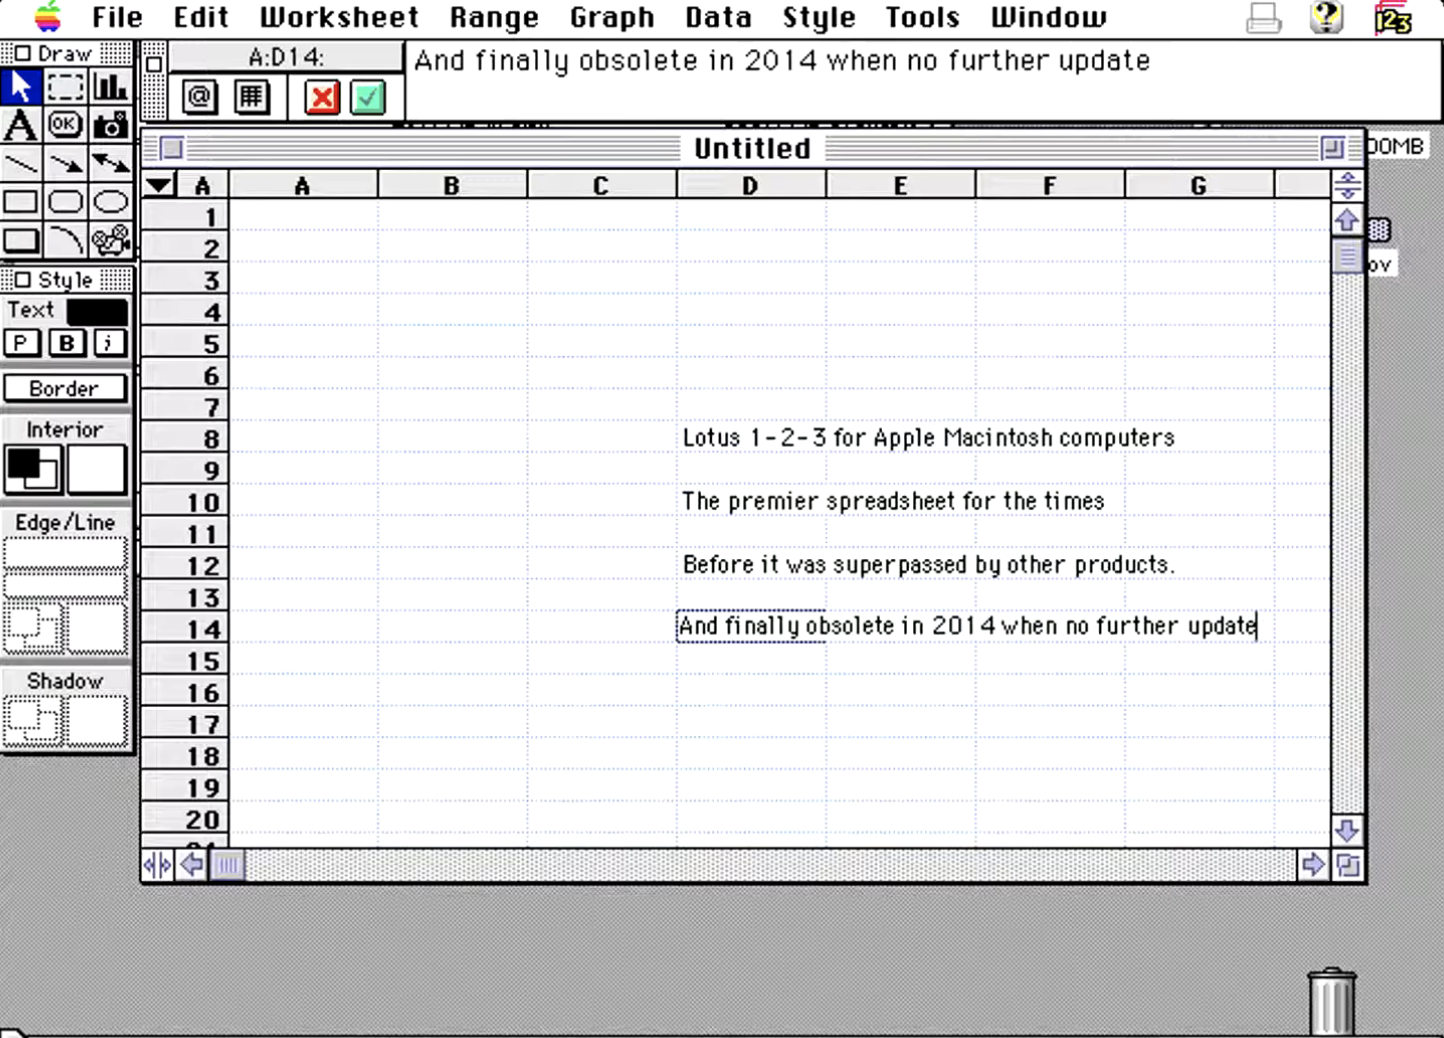 File Edit Worksheet Range Graph Data Style Tools Window
123
Draw
A:D14:
And finally obsolete in 2014 when no further update
@
A
OK
Untitled
OOMB
A A B C D E F G
1
2
ov
3
Style
4
Text
5
P B i
6
Border
7
Interior
8 Lotus 1-2-3 for Apple Macintosh computers
9
10 The premier spreadsheet for the times
Edge/Line
11
12 Before it was superpassed by other products.
13
14 And finally obsolete in 2014 when no further update
15
Shadow
16
17
18
19
20